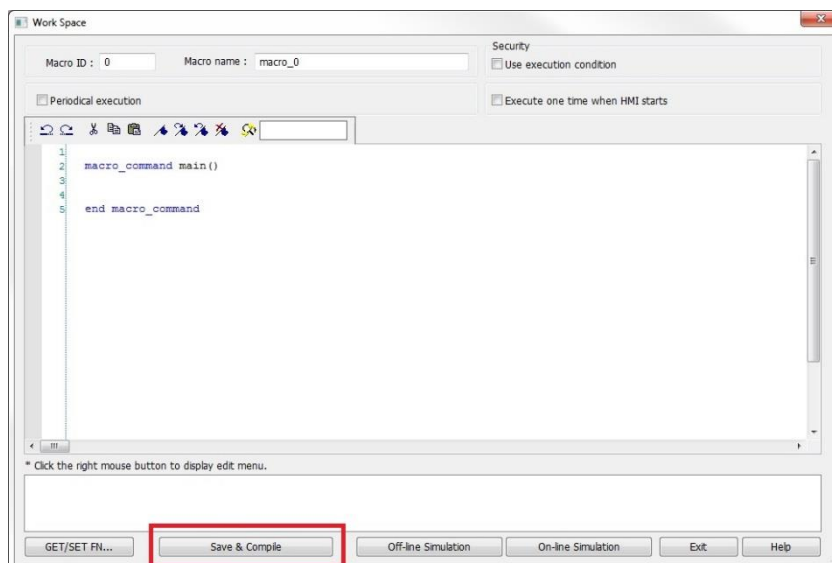 Work Space
Security
Macro ID : 0 Macro name : macro_0 Use execution condition
Periodical execution Execute one time when HMI starts
1
2 macro_command main()
3
4
5 end macro_command
* Click the right mouse button to display edit menu.
GET/SET FN... Save & Compile Off-line Simulation On-line Simulation Exit Help